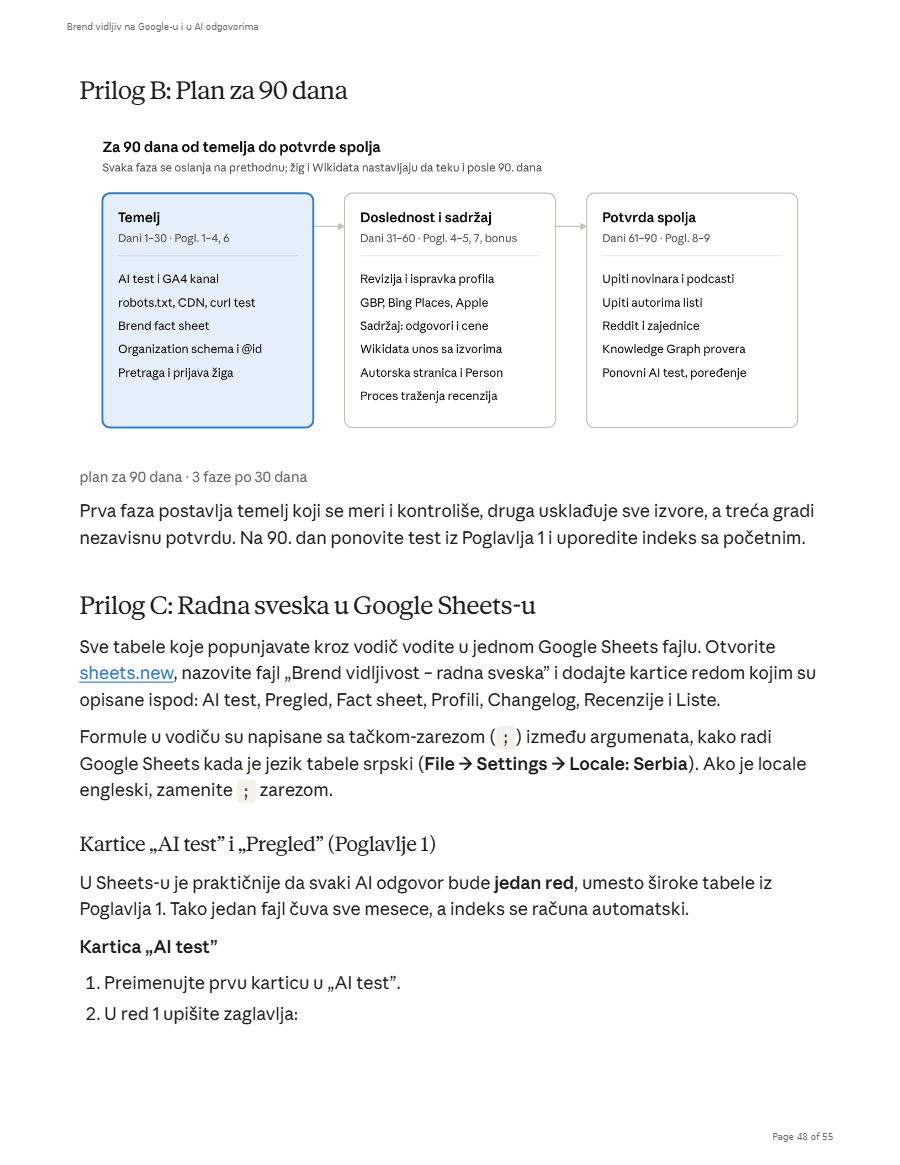 Brend vidljiv na Google-u i u AI odgovorima
Prilog B: Plan za 90 dana
Za 90 dana od temelja do potvrde spolja
Svaka faza se oslanja na prethodnu; žig i Wikidata nastavljaju da teku i posle 90. dana
Temelj
Dani 1–30 · Pogl. 1–4, 6
AI test i GA4 kanal
robots.txt, CDN, curl test
Brend fact sheet
Organization schema i @id
Pretraga i prijava žiga
Doslednost i sadržaj
Dani 31–60 · Pogl. 4–5, 7, bonus
Revizija i ispravka profila
GBP, Bing Places, Apple
Sadržaj: odgovori i cene
Wikidata unos sa izvorima
Autorska stranica i Person
Proces traženja recenzija
Potvrda spolja
Dani 61–90 · Pogl. 8–9
Upiti novinara i podcasti
Upiti autorima listi
Reddit i zajednice
Knowledge Graph provera
Ponovni AI test, poređenje
plan za 90 dana · 3 faze po 30 dana
Prva faza postavlja temelj koji se meri i kontroliše, druga usklađuje sve izvore, a treća gradi
nezavisnu potvrdu. Na 90. dan ponovite test iz Poglavlja 1 i uporedite indeks sa početnim.
Prilog C: Radna sveska u Google Sheets-u
Sve tabele koje popunjavate kroz vodič vodite u jednom Google Sheets fajlu. Otvorite
sheets.new, nazovite fajl „Brend vidljivost – radna sveska” i dodajte kartice redom kojim su
opisane ispod: AI test, Pregled, Fact sheet, Profili, Changelog, Recenzije i Liste.
Formule u vodiču su napisane sa tačkom-zarezom ( ; ) između argumenata, kako radi
Google Sheets kada je jezik tabele srpski (File → Settings → Locale: Serbia). Ako je locale
engleski, zamenite ; zarezom.
Kartice „AI test” i „Pregled” (Poglavlje 1)
U Sheets-u je praktičnije da svaki AI odgovor bude jedan red, umesto široke tabele iz
Poglavlja 1. Tako jedan fajl čuva sve mesece, a indeks se računa automatski.
Kartica „AI test”
1. Preimenujte prvu karticu u „AI test”.
2. U red 1 upišite zaglavlja:
Page 48 of 55